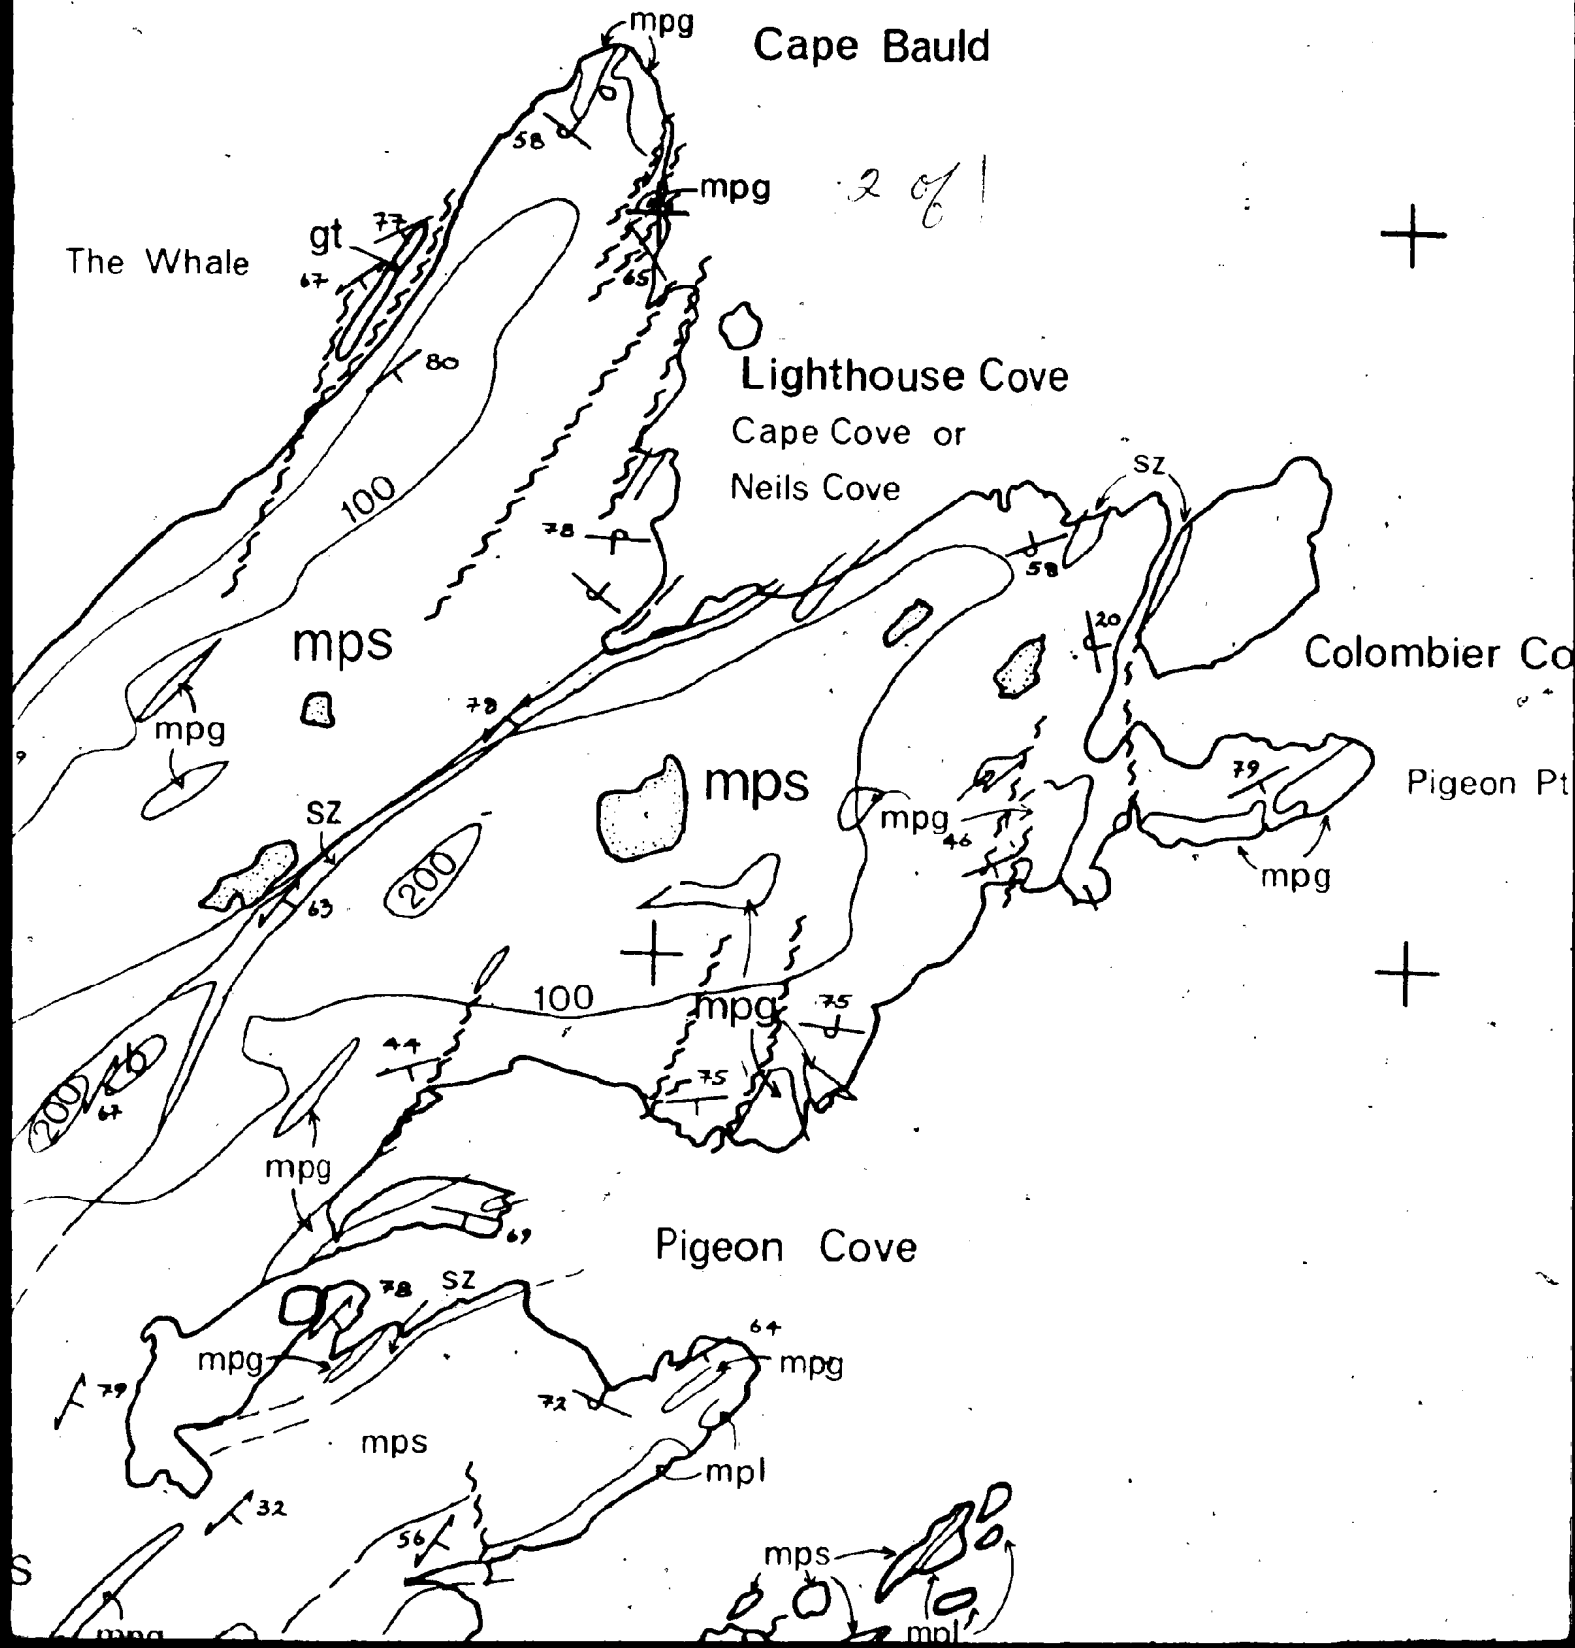 mpg
Cape Bauld
58
mpg
2 of 1
gt
77
The Whale
67
65
80
Lighthouse Cove
Cape Cove or
Neils Cove
100
sz
78
58
20
mps
Colombier Co
78
mpg
mps
79
Pigeon Pt
sz
mpg
46
200
mpg
63
100
mpg
75
44
200
67
75
mpg
69
Pigeon Cove
78
sz
64
mpg
mpg
79
72
mps
mpl
32
56
mps
S
mpg
mpl